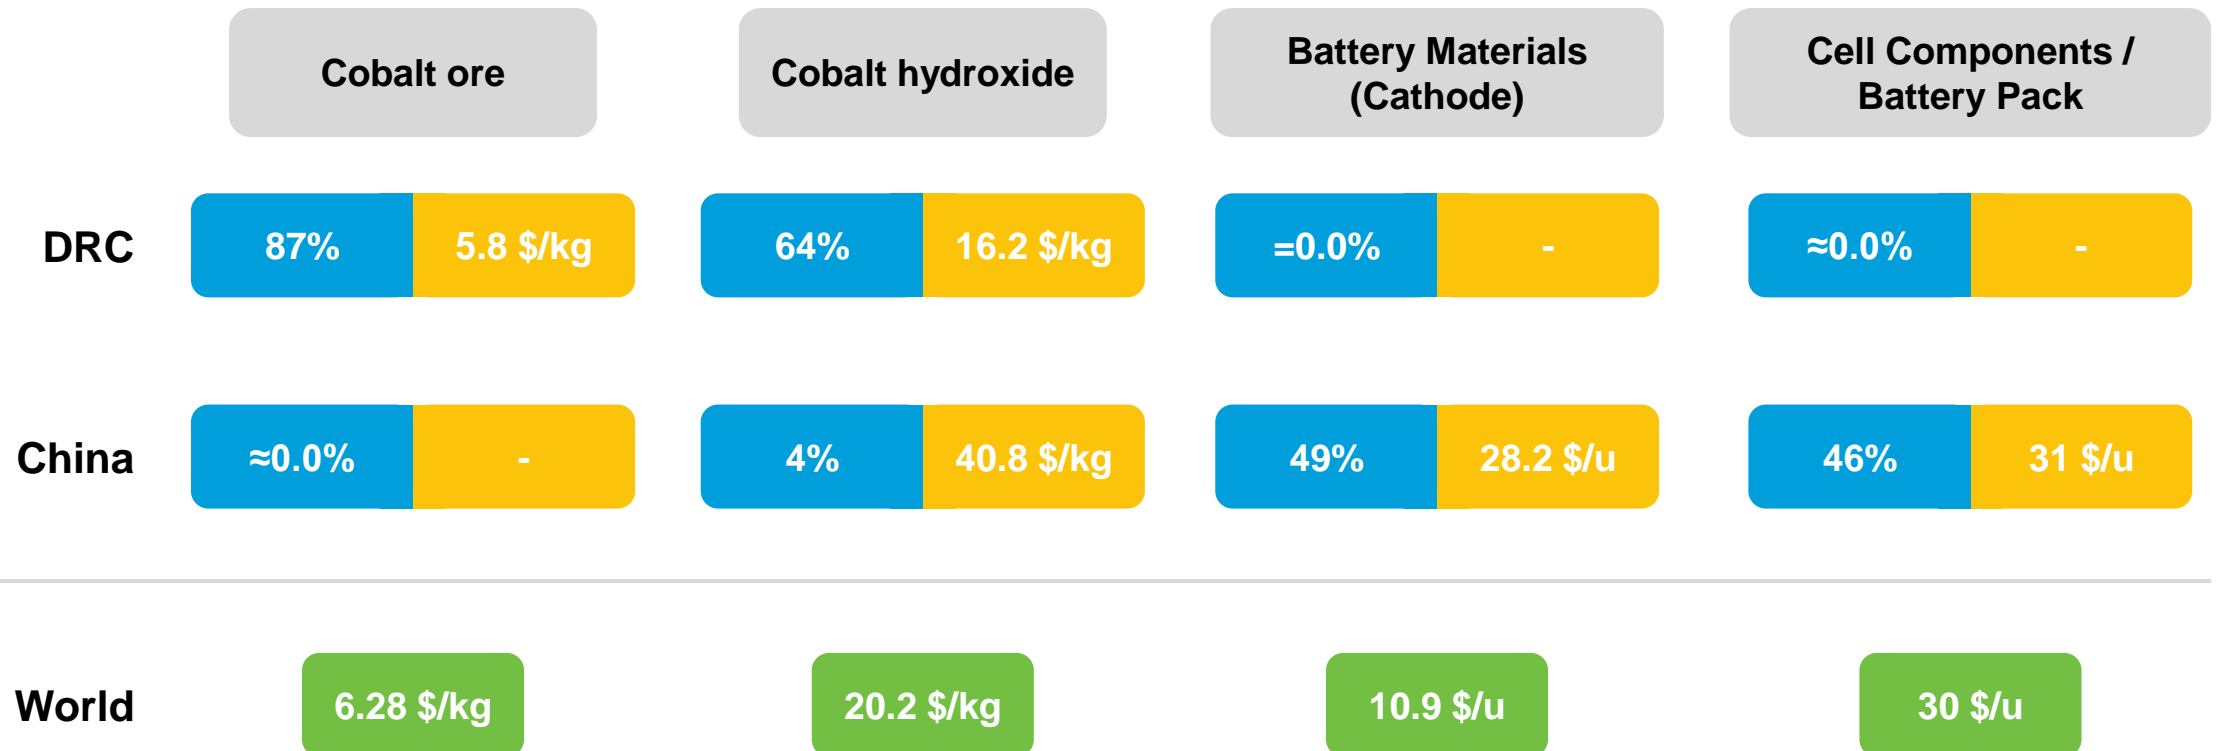 Cobalt ore
Cobalt hydroxide
Battery Materials
(Cathode)
Cell Components /
Battery Pack
DRC
87%
5.8 $/kg
64%
16.2 $/kg
=0.0%
-
≈0.0%
-
China
≈0.0%
-
4%
40.8 $/kg
49%
28.2 $/u
46%
31 $/u
World
6.28 $/kg
20.2 $/kg
10.9 $/u
30 $/u